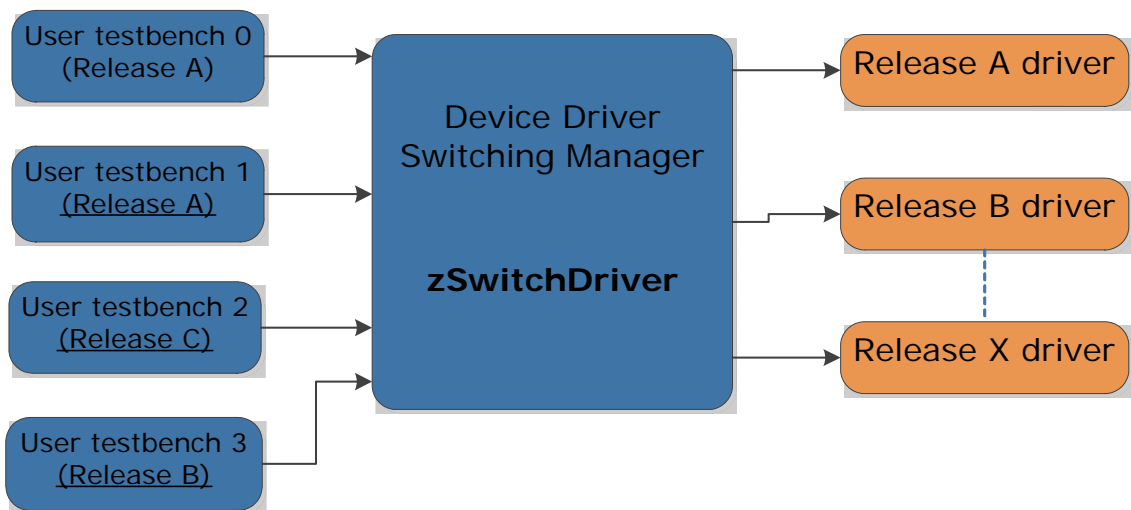 User testbench 0
(Release A)
User testbench 1
(Release A)
User testbench 2
(Release C)
User testbench 3
(Release B)
Device Driver
Switching Manager
zSwitchDriver
Release A driver
Release B driver
Release X driver